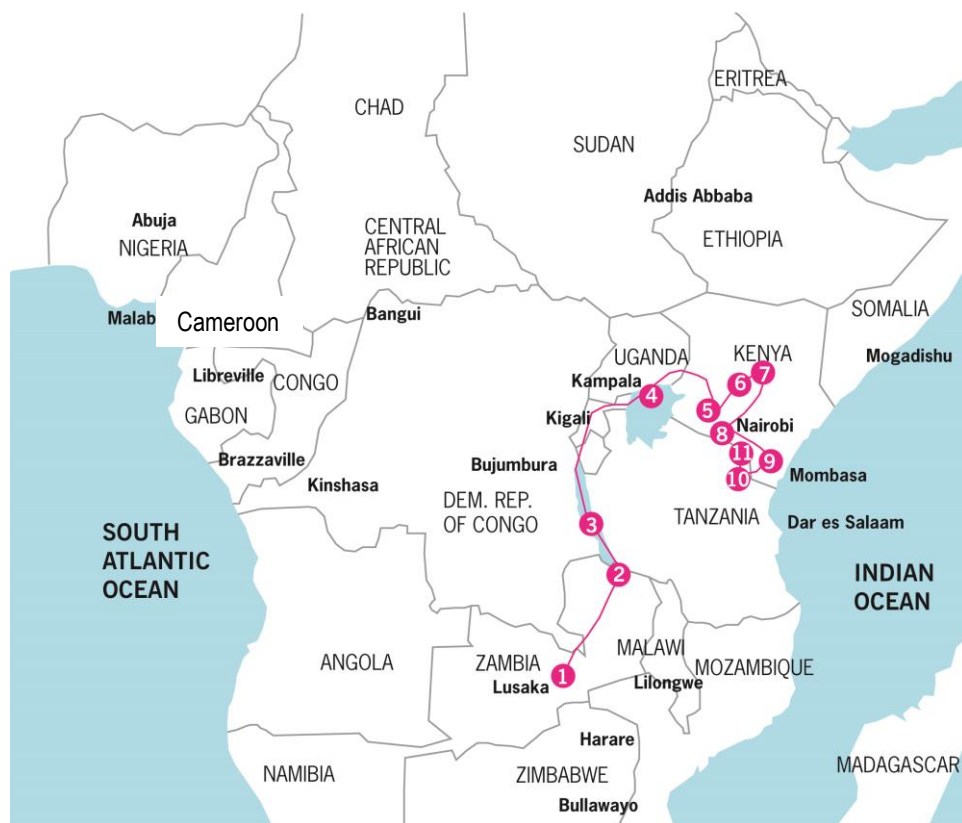 ERITREA
CHAD
SUDAN
Addis Abbaba
Abuja
NIGERIA
CENTRAL
AFRICAN
REPUBLIC
ETHIOPIA
SOMALIA
Malab
Cameroon
Bangui
Mogadishu
UGANDA
KENYA
Libreville
CONGO
Kampala
GABON
Kigali
Nairobi
Brazzaville
Bujumbura
Mombasa
Kinshasa
DEM. REP.
OF CONGO
TANZANIA
Dar es Salaam
SOUTH
ATLANTIC
OCEAN
INDIAN
OCEAN
ANGOLA
ZAMBIA
Lusaka
MALAWI
MOZAMBIQUE
Lilongwe
Harare
NAMIBIA
ZIMBABWE
MADAGASCAR
Bullawayo
1
2
3
4
5
6
7
8
9
10
11